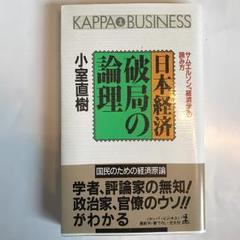 KAPPA BUSINESS
サムエルソン「経済学」の読み方
日本経済
破局の論理
小室直樹
国民のための経済原論
学者、評論家の無知!
政治家、官僚のウソ!!
がわかる